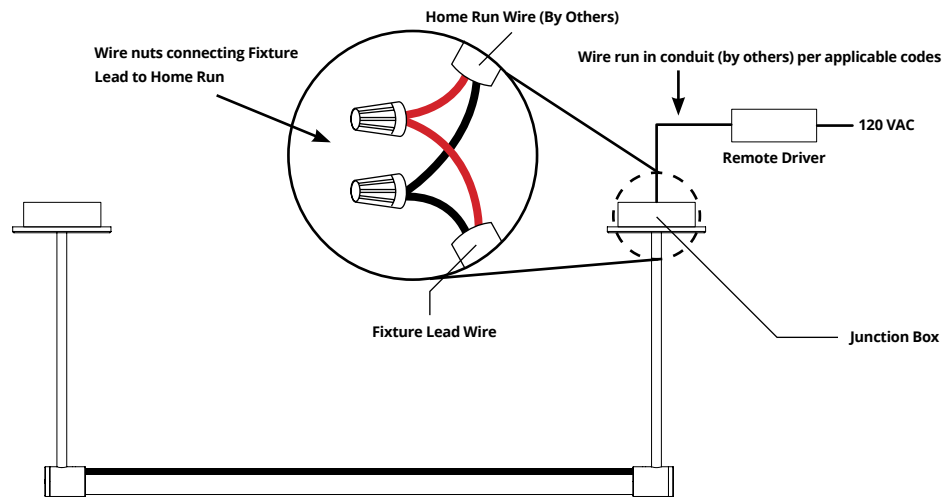 Home Run Wire (By Others)
Wire nuts connecting Fixture
Lead to Home Run
Wire run in conduit (by others) per applicable codes
120 VAC
Remote Driver
Fixture Lead Wire
Junction Box